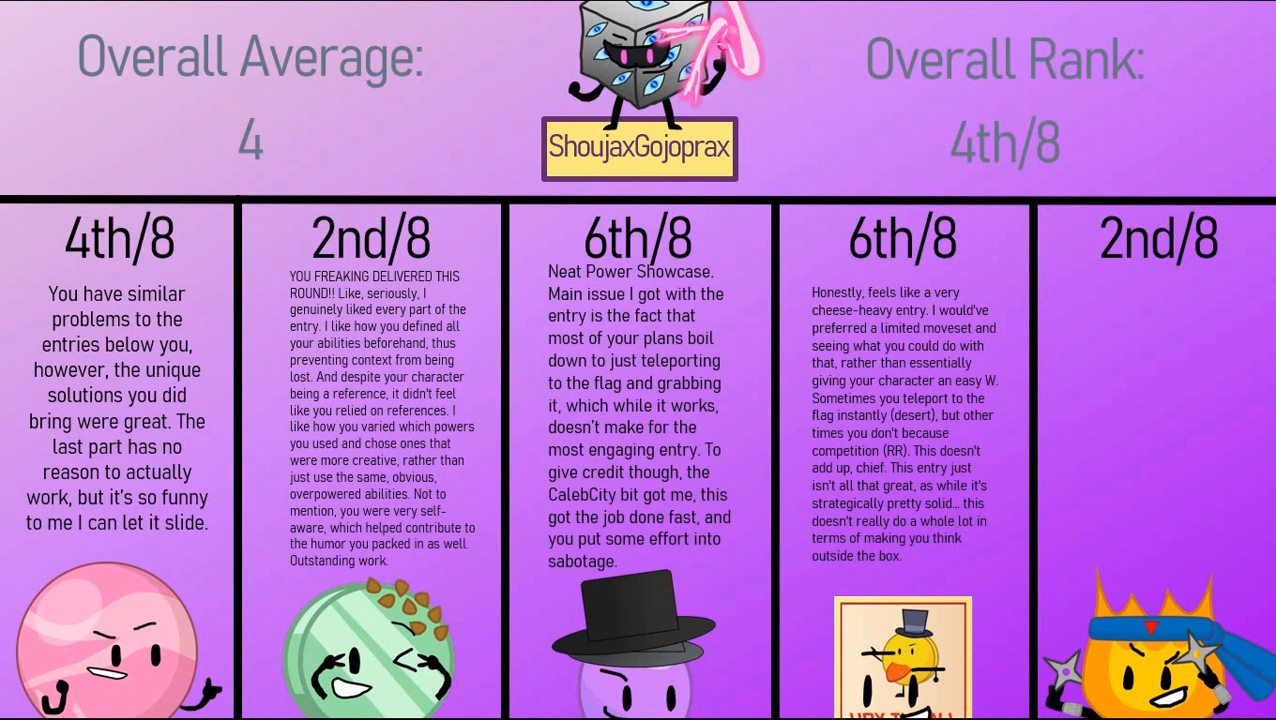 Overall Average:
4
ShoujaxGojoprax
Overall Rank:
4th/8
4th/8
You have similar
problems to the
entries below you,
however, the unique
solutions you did
bring were great. The
last part has no
reason to actually
work, but it's so funny
to me I can let it slide.
2nd/8
YOU FREAKING DELIVERED THIS
ROUND!! Like, seriously, I
genuinely liked every part of the
entry. I like how you defined all
your abilities beforehand, thus
preventing context from being
lost. And despite your character
being a reference, it didn't feel
like you relied on references. I
like how you varied which powers
you used and chose ones that
were more creative, rather than
just use the same, obvious,
overpowered abilities. Not to
mention, you were very self-
aware, which helped contribute to
the humor you packed in as well.
Outstanding work.
6th/8
Neat Power Showcase.
Main issue I got with the
entry is the fact that
most of your plans boil
down to just teleporting
to the flag and grabbing
it, which while it works,
doesn't make for the
most engaging entry. To
give credit though, the
CalebCity bit got me, this
got the job done fast, and
you put some effort into
sabotage.
6th/8
Honestly, feels like a very
cheese-heavy entry. I would've
preferred a limited moveset and
seeing what you could do with
that, rather than essentially
giving your character an easy W.
Sometimes you teleport to the
flag instantly (desert), but other
times you don't because
competition (RR). This doesn't
add up, chief. This entry just
isn't all that great, as while it's
strategically pretty solid... this
doesn't really do a whole lot in
terms of making you think
outside the box.
2nd/8